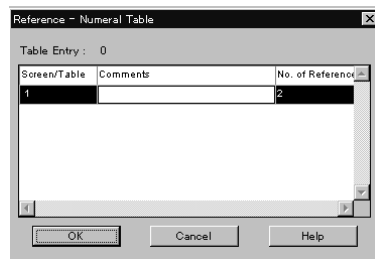 Reference - Numeral Table
Table Entry : 0
Screen/Table Comments No. of Reference
1 2
OK Cancel Help